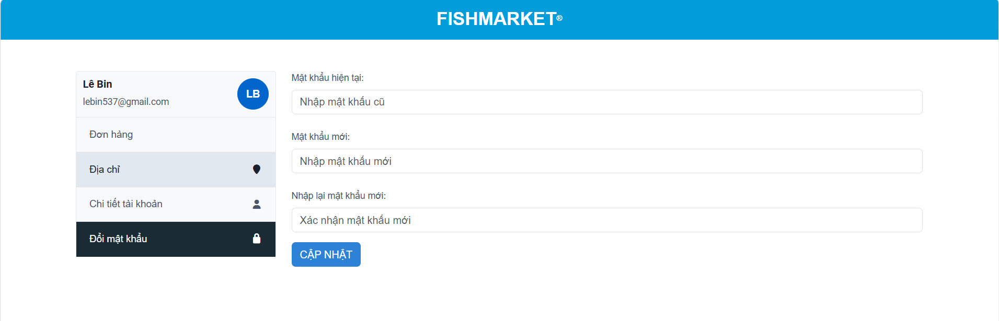 FISHMARKET®
Lê Bin
lebin537@gmail.com
LB
Đơn hàng
Địa chỉ
Chi tiết tài khoản
Đổi mật khẩu
Mật khẩu hiện tại:
Nhập mật khẩu cũ
Mật khẩu mới:
Nhập mật khẩu mới
Nhập lại mật khẩu mới:
Xác nhận mật khẩu mới
CẬP NHẬT